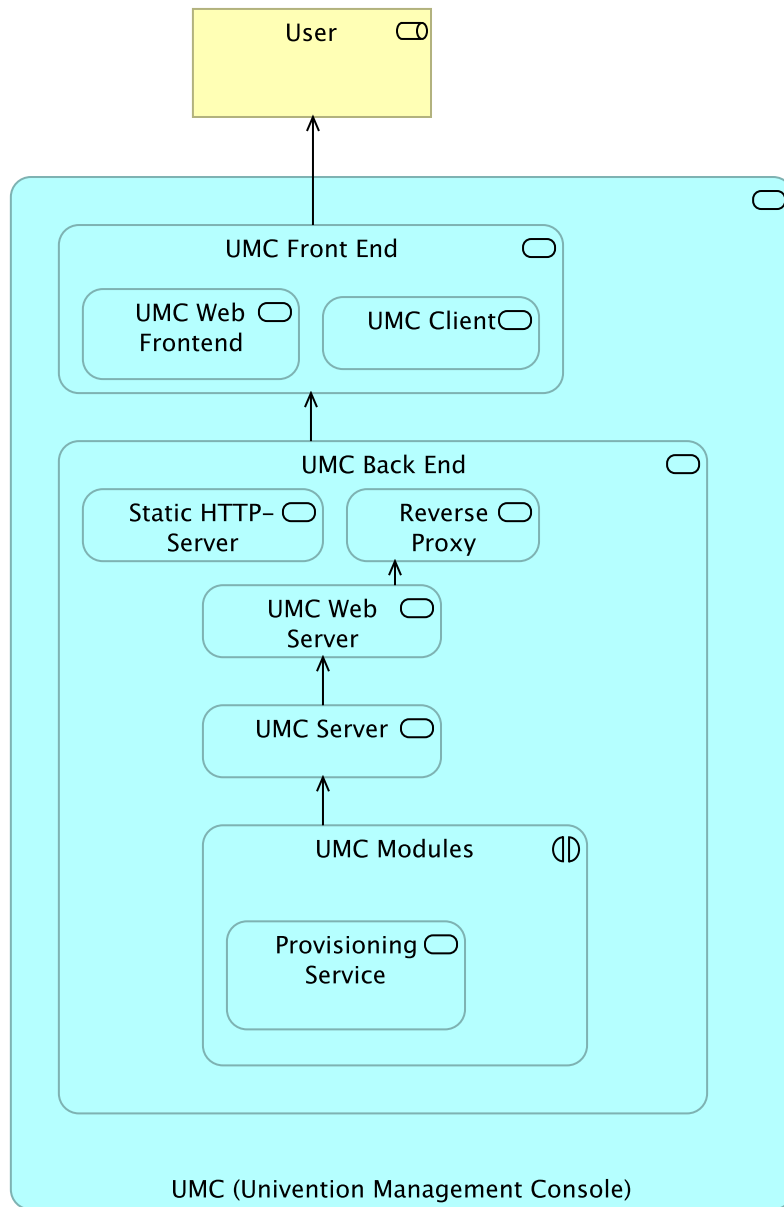 User
UMC Front End
UMC Web
Frontend
UMC Client
UMC Back End
Static HTTP-
Server
Reverse
Proxy
UMC Web
Server
UMC Server
UMC Modules
Provisioning
Service
UMC (Univention Management Console)